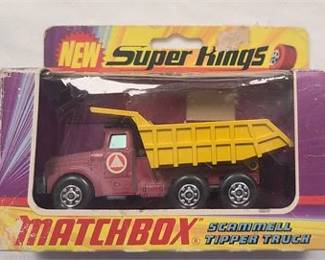 NEW Super Kings
MATCHBOX
SCAMMELL
TIPPER TRUCK